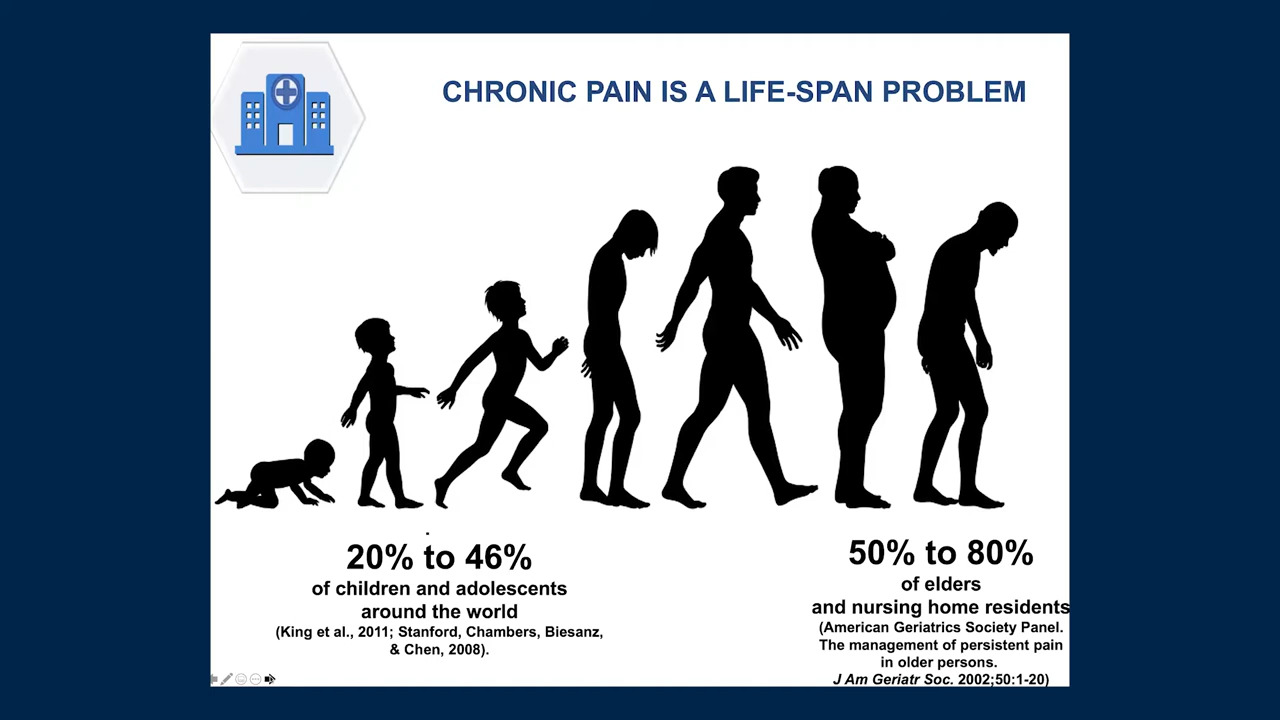 CHRONIC PAIN IS A LIFE-SPAN PROBLEM
20% to 46%
of children and adolescents
around the world
(King et al., 2011; Stanford, Chambers, Biesanz,
& Chen, 2008).
50% to 80%
of elders
and nursing home residents
(American Geriatrics Society Panel.
The management of persistent pain
in older persons.
J Am Geriatr Soc. 2002;50:1-20)